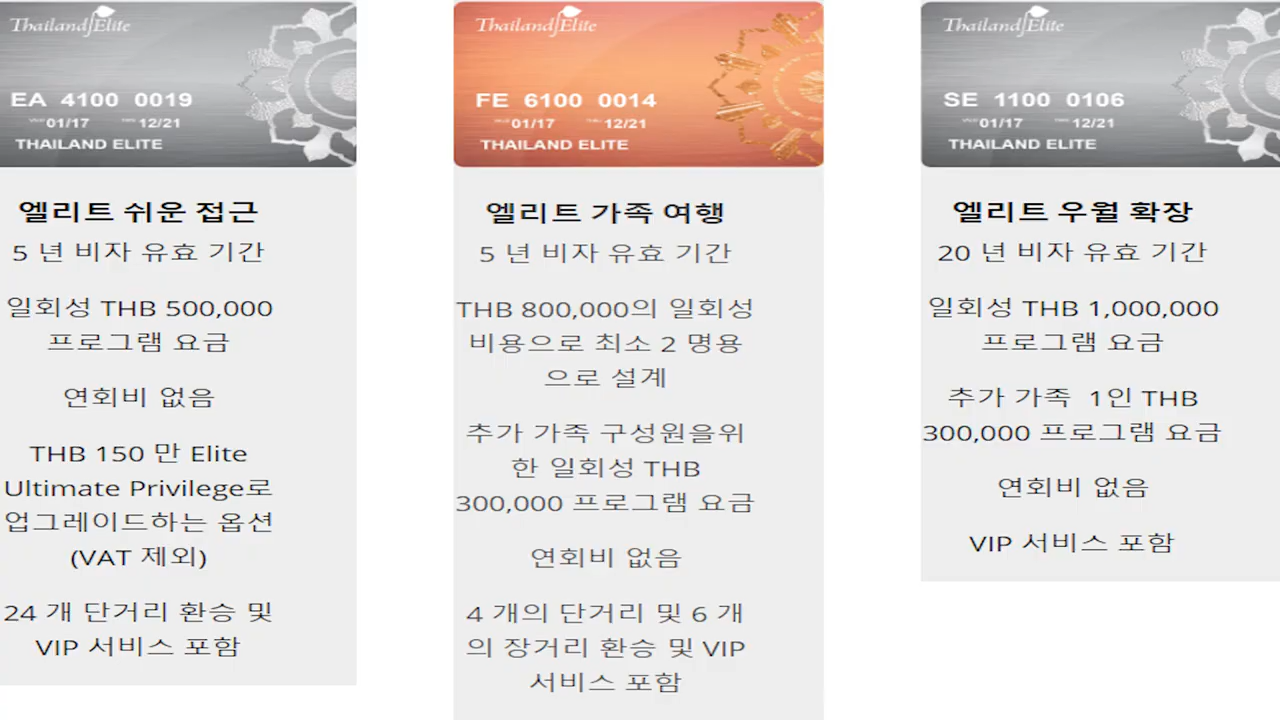 Thailand Elite
EA 4100 0019
01/17 12/21
THAILAND ELITE
엘리트 쉬운 접근
5 년 비자 유효 기간
일회성 THB 500,000
프로그램 요금
연회비 없음
THB 150 만 Elite
Ultimate Privilege로
업그레이드하는 옵션
(VAT 제외)
24 개 단거리 환승 및
VIP 서비스 포함
Thailand Elite
FE 6100 0014
01/17 12/21
THAILAND ELITE
엘리트 가족 여행
5 년 비자 유효 기간
THB 800,000의 일회성
비용으로 최소 2 명용
으로 설계
추가 가족 구성원을위
한 일회성 THB
300,000 프로그램 요금
연회비 없음
4 개의 단거리 및 6 개
의 장거리 환승 및 VIP
서비스 포함
Thailand Elite
SE 1100 0106
01/17 12/21
THAILAND ELITE
엘리트 우월 확장
20 년 비자 유효 기간
일회성 THB 1,000,000
프로그램 요금
추가 가족 1인 THB
300,000 프로그램 요금
연회비 없음
VIP 서비스 포함